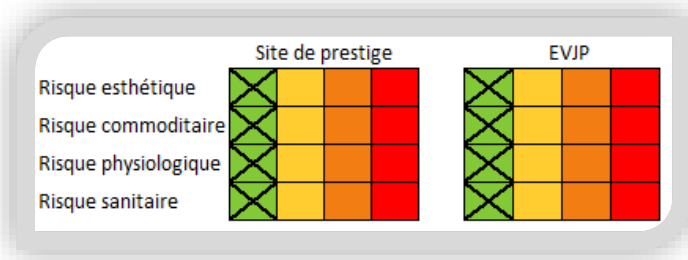 Site de prestige EVJP
Risque esthétique
Risque commoditaire
Risque physiologique
Risque sanitaire